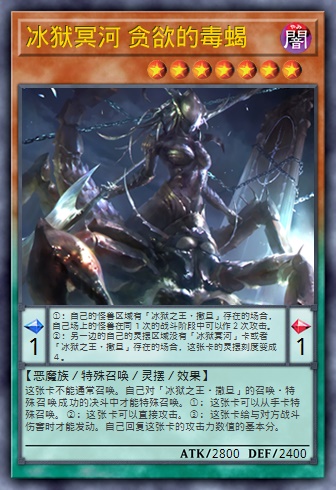 冰狱冥河 贪欲的毒蝎
闇
①：自己的怪兽区域有「冰狱之王·撒旦」存在的场合，
自己场上的怪兽在同1次的战斗阶段中可以作2次攻击。
②：另一边的自己的灵摆区域没有「冰狱冥河」卡或者
「冰狱之王·撒旦」存在的场合，这张卡的灵摆刻度变成
4。
1
1
【恶魔族／特殊召唤／灵摆／效果】
这张卡不能通常召唤。自己对「冰狱之王·撒旦」的召唤·特
殊召唤成功的决斗中才能特殊召唤。①：这张卡可以从手卡特
殊召唤。②：这张卡可以直接攻击。③：这张卡给与对方战斗
伤害时才能发动。自己回复这张卡的攻击力数值的基本分。
ATK/2800 DEF/2400